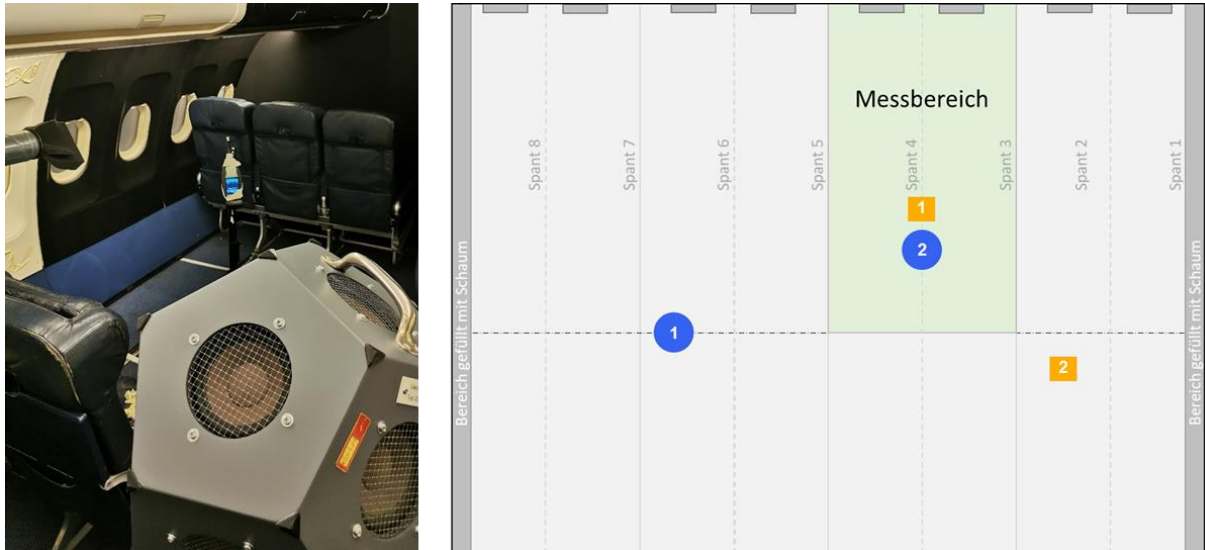 Messbereich
Bereich gefüllt mit Schaum
Spant 8
Spant 7
Spant 6
Spant 5
Spant 4
Spant 3
Spant 2
Spant 1
Bereich gefüllt mit Schaum
1
2
1
2